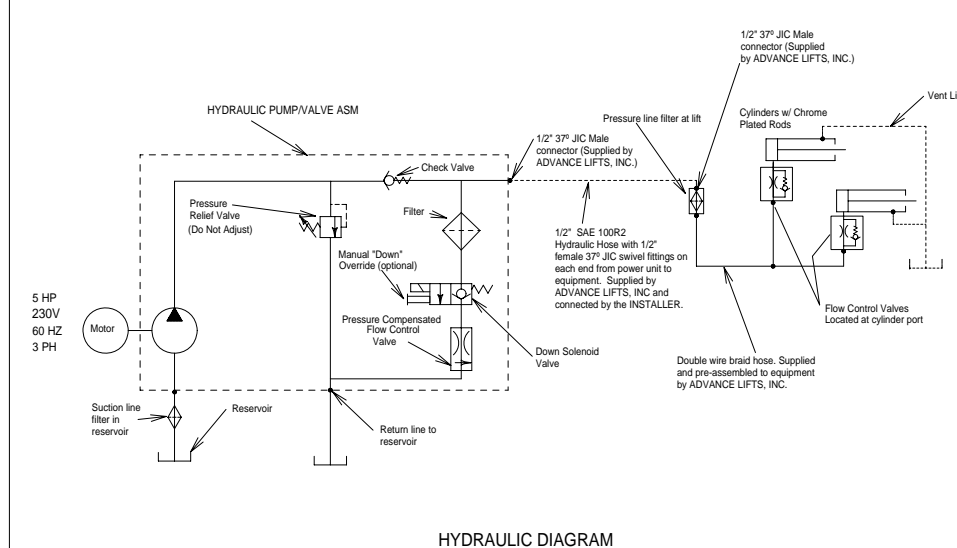 1/2" 37º JIC Male
connector (Supplied
by ADVANCE LIFTS, INC.)
Vent Li
HYDRAULIC PUMP/VALVE ASM
Pressure line filter at lift
Cylinders w/ Chrome
Plated Rods
1/2" 37º JIC Male
connector (Supplied by
ADVANCE LIFTS, INC.)
Check Valve
Pressure
Relief Valve
(Do Not Adjust)
Filter
1/2" SAE 100R2
Hydraulic Hose with 1/2"
female 37º JIC swivel fittings on
each end from power unit to
equipment. Supplied by
ADVANCE LIFTS, INC and
connected by the INSTALLER.
Manual "Down"
Override (optional)
5 HP
230V
60 HZ
3 PH
Motor
Pressure Compensated
Flow Control
Valve
Down Solenoid
Valve
Flow Control Valves
Located at cylinder port
Double wire braid hose. Supplied
and pre-assembled to equipment
by ADVANCE LIFTS, INC.
Suction line
filter in
reservoir
Reservoir
Return line to
reservoir
HYDRAULIC DIAGRAM